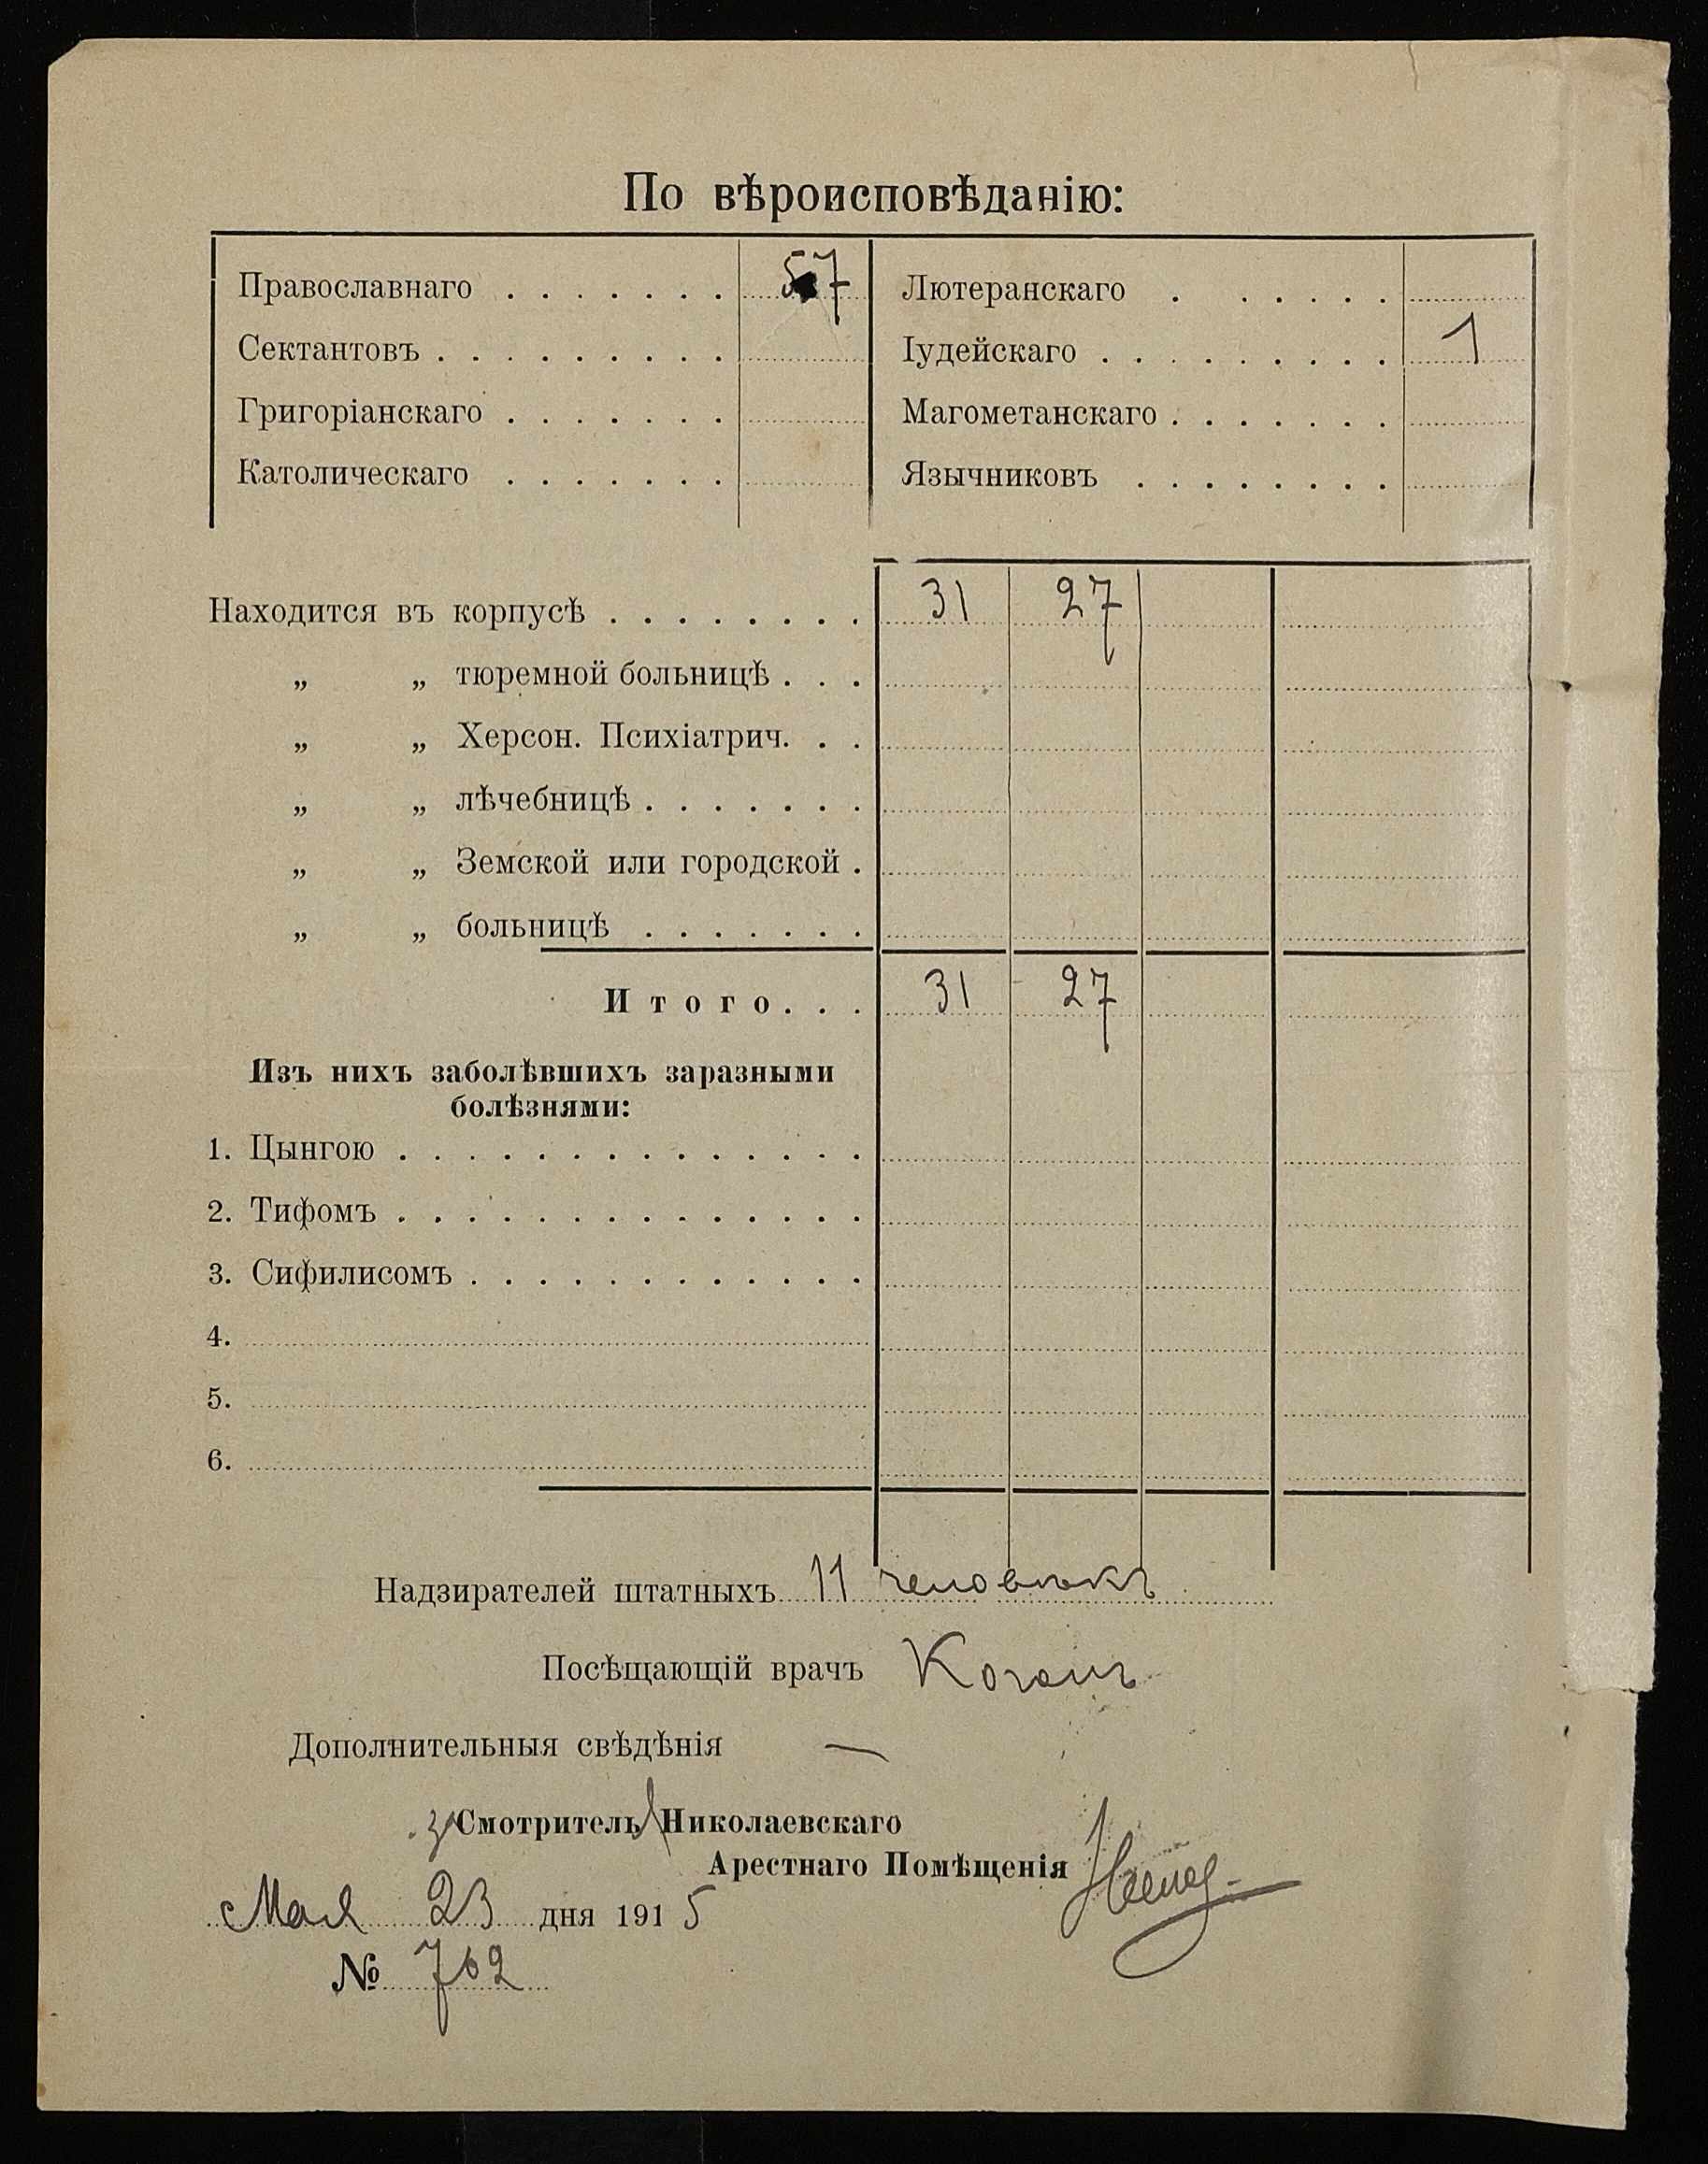 По вѣроисповѣданію:
Православнаго . . . . . . . 57
Сектантовъ . . . . . . . . .
Григоріанскаго . . . . . . .
Католическаго . . . . . . .
Лютеранскаго . . . . . .
Іудейскаго . . . . . . . . . 1
Магометанскаго . . . . . . .
Язычниковъ . . . . . . . .
Находится въ корпусѣ . . . . . . . . 31 27
„ „ тюремной больницѣ . . .
„ „ Херсон. Психіатрич. . .
„ „ лѣчебницѣ . . . . . . .
„ „ Земской или городской .
„ „ больницѣ . . . . . . .
Итого. . . 31 27
Изъ нихъ заболѣвшихъ заразными
болѣзнями:
1. Цынгою . . . . . . . . . . . . . .
2. Тифомъ . . . . . . . . . . . . . .
3. Сифилисомъ . . . . . . . . . . . .
4.
5.
6.
Надзирателей штатныхъ 11 человѣкъ
Посѣщающій врачъ Коганъ
Дополнительныя свѣдѣнія —
Смотритель Николаевскаго
Арестнаго Помѣщенія
Мая 23 дня 1915
№ 762